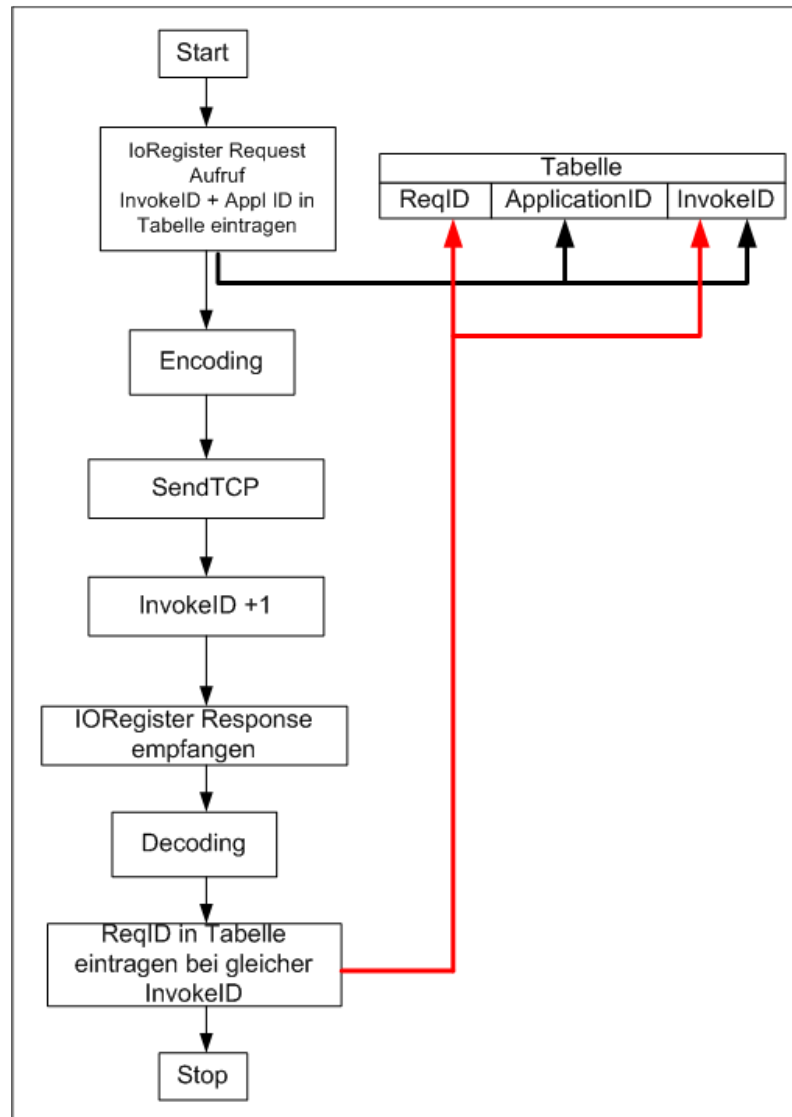 Start
IoRegister Request
Aufruf
InvokeID + Appl ID in
Tabelle eintragen
Tabelle
ReqID ApplicationID InvokeID
Encoding
SendTCP
InvokeID +1
IORegister Response
empfangen
Decoding
ReqID in Tabelle
eintragen bei gleicher
InvokeID
Stop